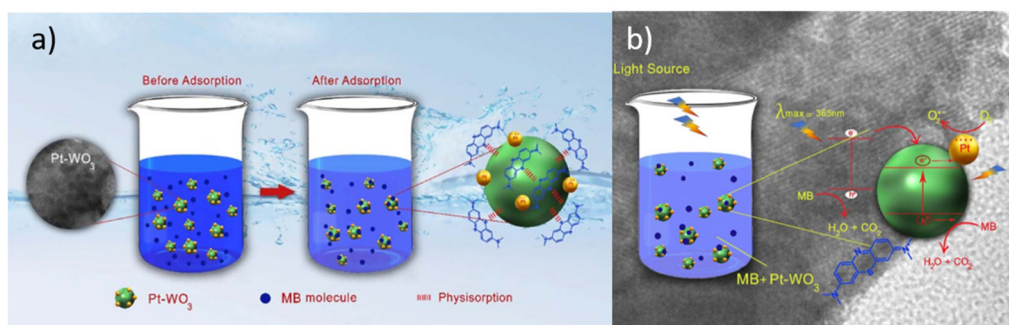 a)
Before Adsorption
After Adsorption
Pt-WO₃
Pt-WO₃
MB molecule
Physisorption
b)
Light Source
λmax = 365nm
O₂
Pt
e⁻
e⁻
h⁺
h⁺
MB
H₂O + CO₂
MB
H₂O + CO₂
MB+Pt-WO₃